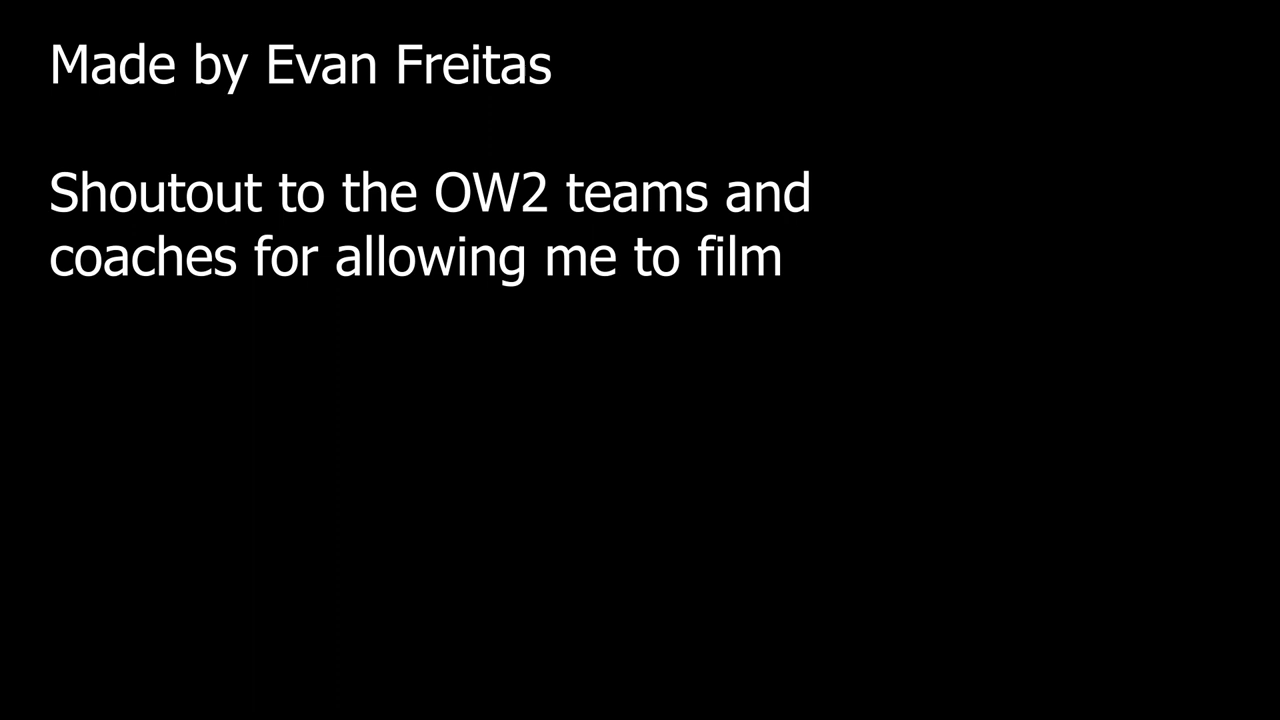 Made by Evan Freitas
Shoutout to the OW2 teams and
coaches for allowing me to film